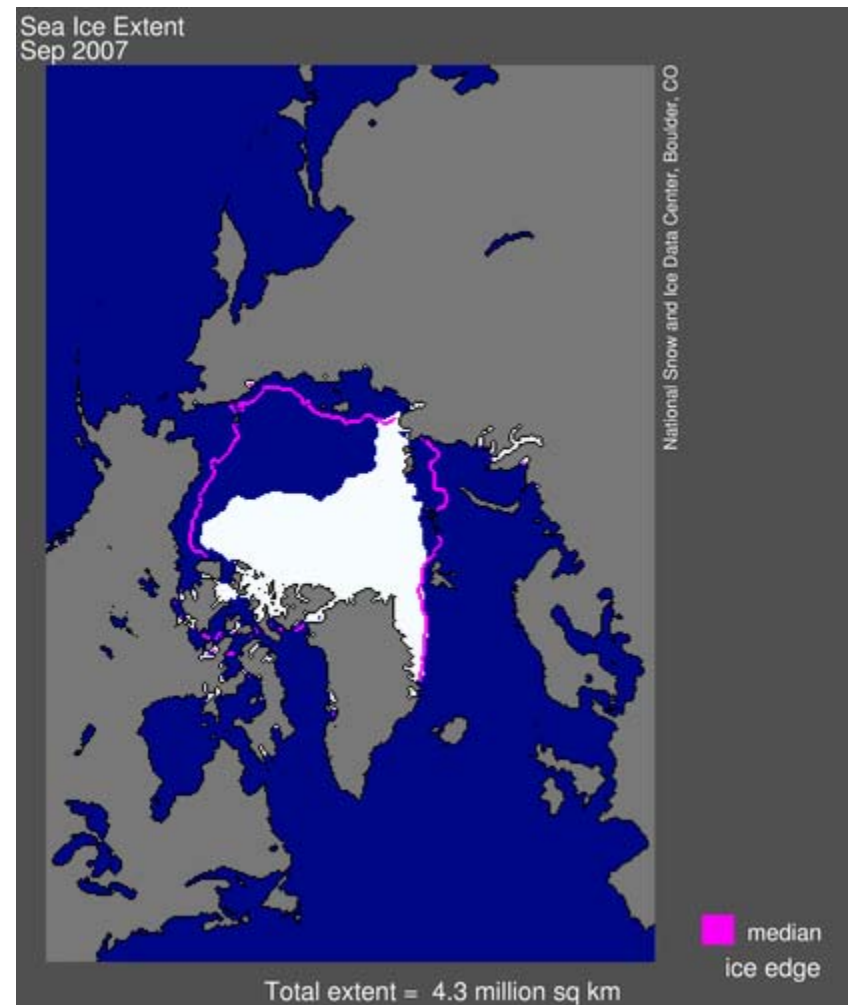 Sea Ice Extent
Sep 2007
National Snow and Ice Data Center, Boulder, CO
median
ice edge
Total extent = 4.3 million sq km